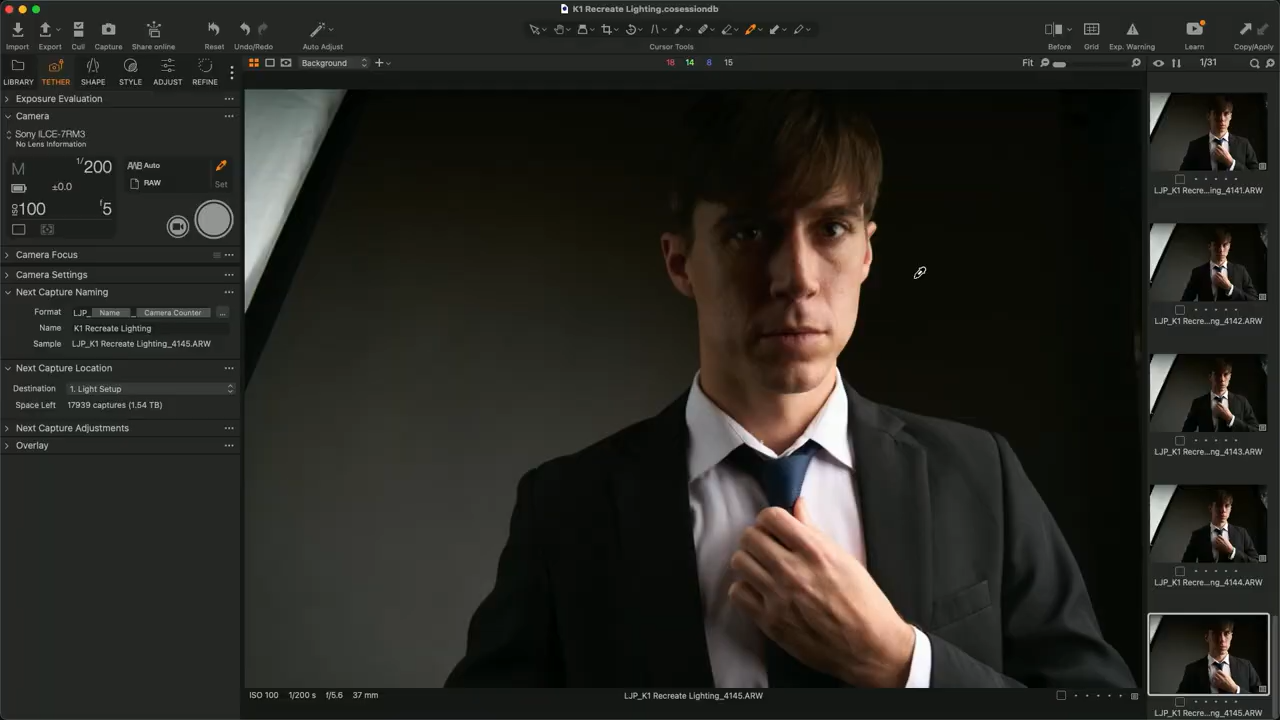 K1 Recreate Lighting.cosessiondb
Import Export Cull Capture Share online Reset Undo/Redo Auto Adjust Cursor Tools Before Grid Exp. Warning Learn Copy/Apply
LIBRARY TETHER SHAPE STYLE ADJUST REFINE
Background 18 14 8 15 Fit 1/31
Exposure Evaluation
Camera
Sony ILCE-7RM3
No Lens Information
M 1/200 AWB Auto
±0.0 RAW Set
ISO 100 f 5
Camera Focus
Camera Settings
Next Capture Naming
Format LJP_ Name _ Camera Counter ...
Name K1 Recreate Lighting
Sample LJP_K1 Recreate Lighting_4145.ARW
Next Capture Location
Destination 1. Light Setup
Space Left 17939 captures (1.54 TB)
Next Capture Adjustments
Overlay
ISO 100 1/200 s f/5.6 37 mm LJP_K1 Recreate Lighting_4145.ARW
LJP_K1 Recre...ing_4141.ARW
LJP_K1 Recre...ng_4142.ARW
LJP_K1 Recre...ng_4143.ARW
LJP_K1 Recre...ng_4144.ARW
LJP_K1 Recre...ng_4145.ARW